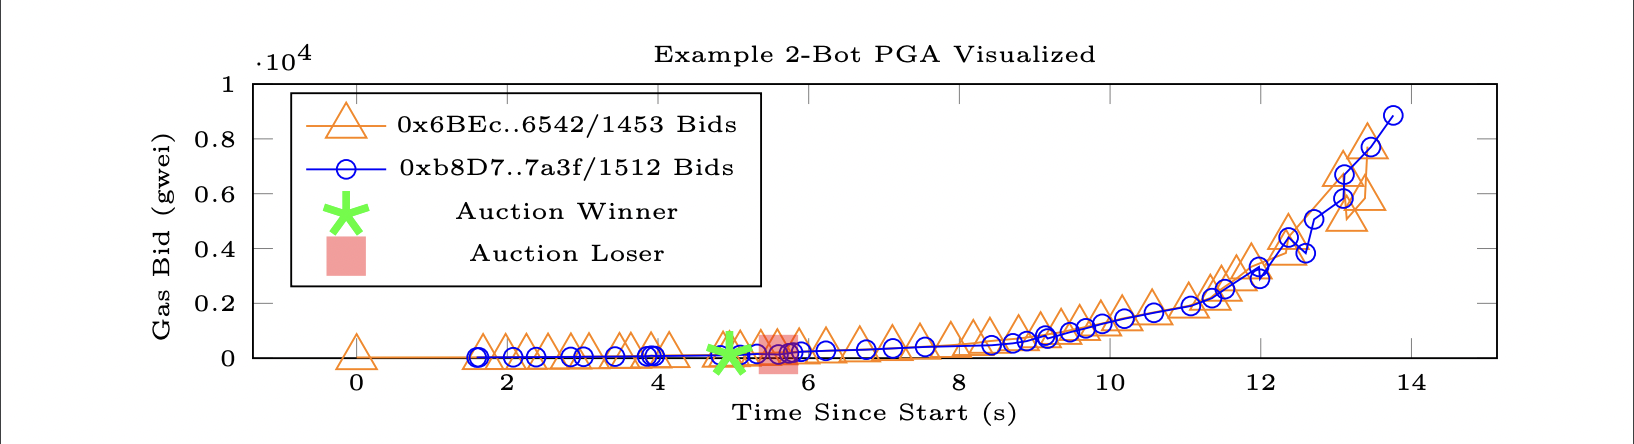 Example 2-Bot PGA Visualized
·10⁴
1
0.8
0.6
0.4
0.2
0
Gas Bid (gwei)
0x6BEc..6542/1453 Bids
0xb8D7..7a3f/1512 Bids
Auction Winner
Auction Loser
0 2 4 6 8 10 12 14
Time Since Start (s)